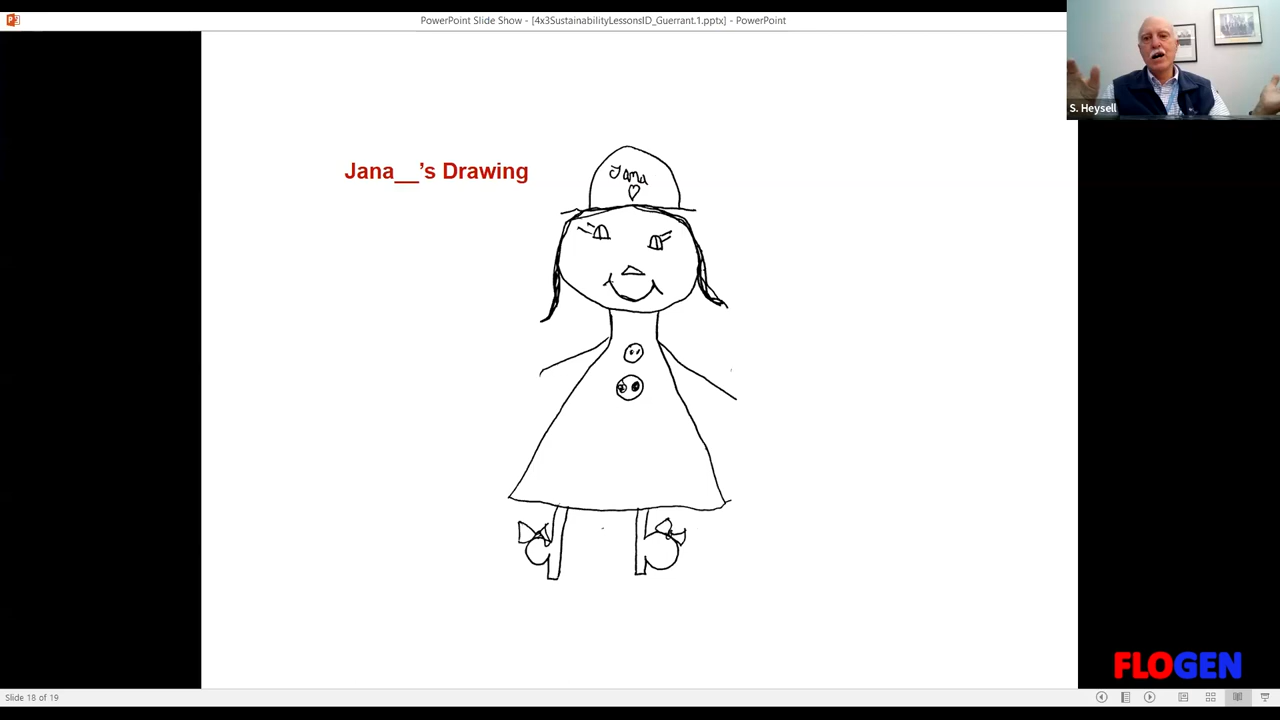 PowerPoint Slide Show - [4x3SustainabilityLessonsID_Guerrant.1.pptx] - PowerPoint
S. Heysell
Jana__’s Drawing
Jana
FLOGEN
Slide 18 of 19